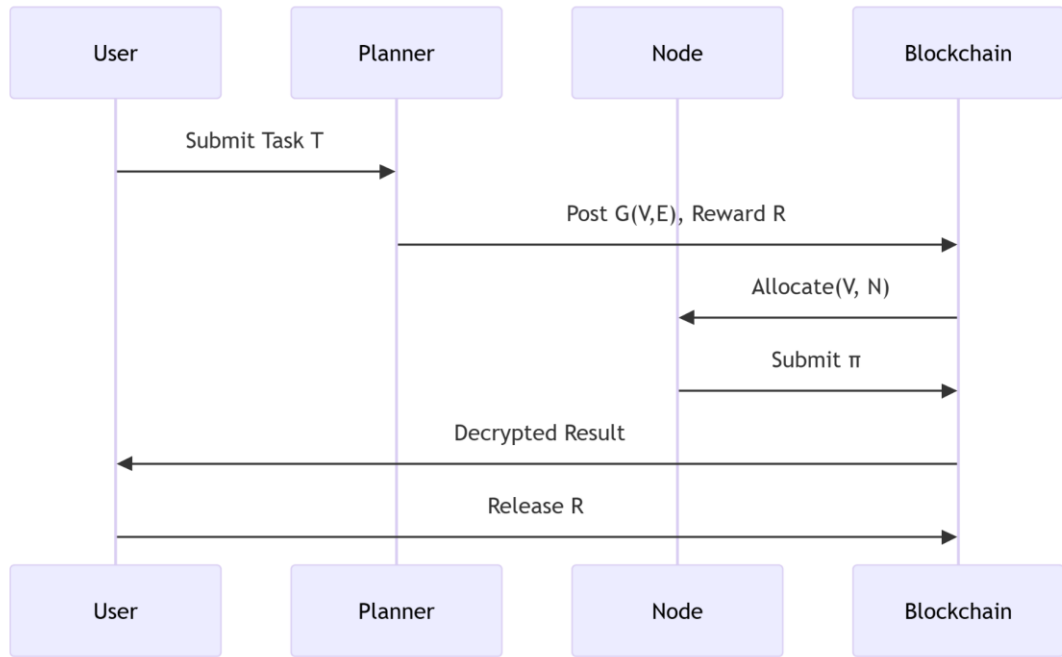 User
Planner
Node
Blockchain
Submit Task T
Post G(V,E), Reward R
Allocate(V, N)
Submit π
Decrypted Result
Release R
User
Planner
Node
Blockchain